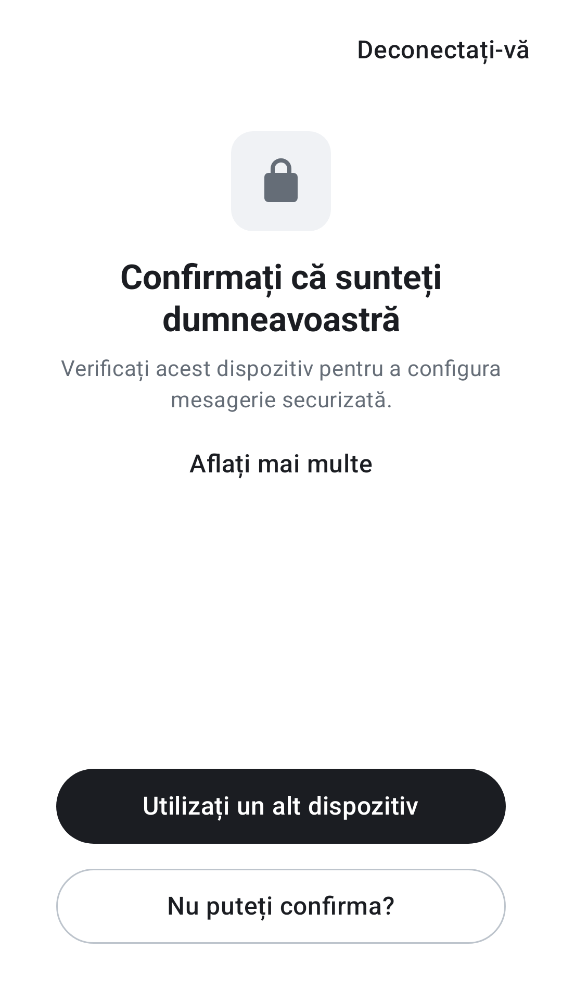 Deconectați-vă
Confirmați că sunteți
dumneavoastră
Verificați acest dispozitiv pentru a configura
mesagerie securizată.
Aflați mai multe
Utilizați un alt dispozitiv
Nu puteți confirma?